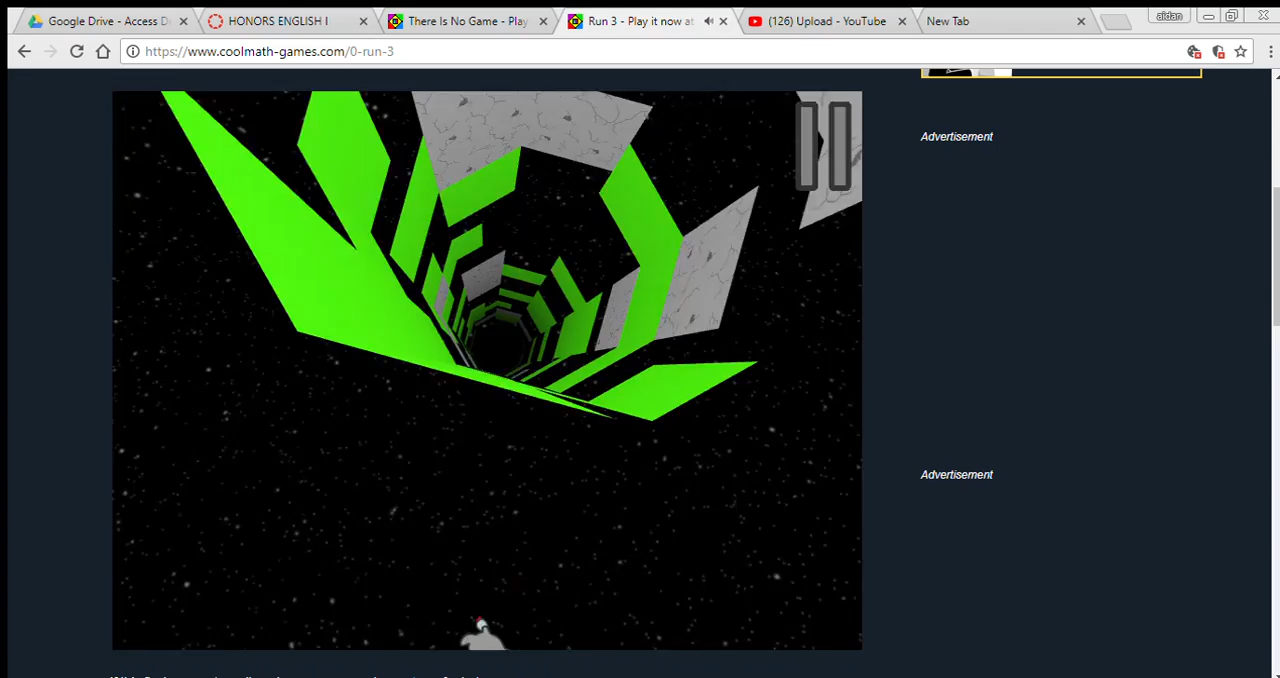 Google Drive - Access D
HONORS ENGLISH I
There Is No Game - Play
Run 3 - Play it now at
(126) Upload - YouTube
New Tab
aidan
https://www.coolmath-games.com/0-run-3
Advertisement
Advertisement